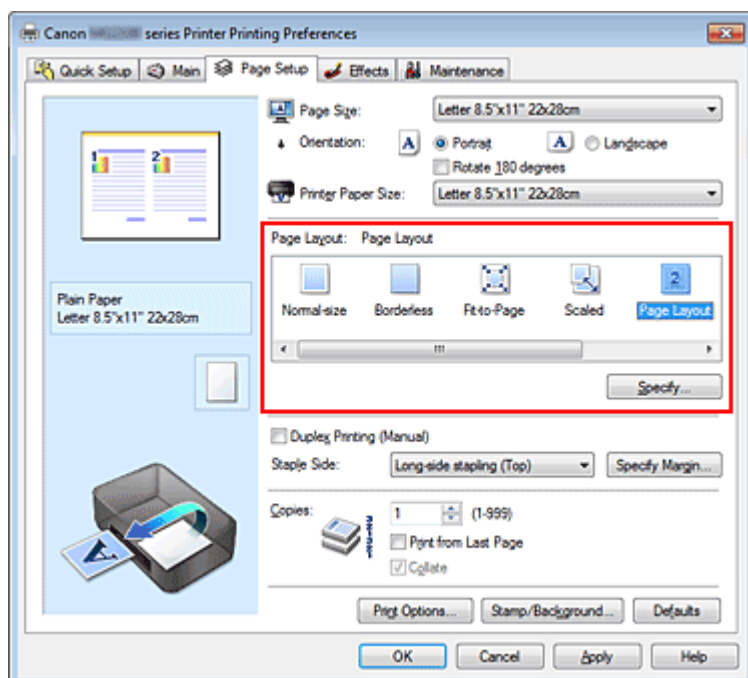 Canon series Printer Printing Preferences
Quick Setup Main Page Setup Effects Maintenance
1 2
Plain Paper
Letter 8.5"x11" 22x28cm
Page Size: Letter 8.5"x11" 22x28cm
Orientation: A Portrait A Landscape
Rotate 180 degrees
Printer Paper Size: Letter 8.5"x11" 22x28cm
Page Layout: Page Layout
2
Normal-size Borderless Fit-to-Page Scaled Page Layout
Specify...
Duplex Printing (Manual)
Staple Side: Long-side stapling (Top) Specify Margin...
Copies: 1 (1-999)
Print from Last Page
Collate
A
Print Options... Stamp/Background... Defaults
OK Cancel Apply Help